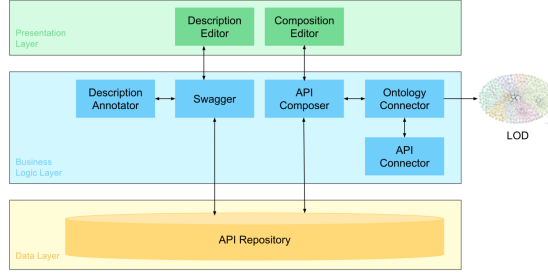 Presentation
Layer
Description
Editor
Composition
Editor
Description
Annotator
Swagger
API
Composer
Ontology
Connector
LOD
API
Connector
Business
Logic Layer
API Repository
Data Layer